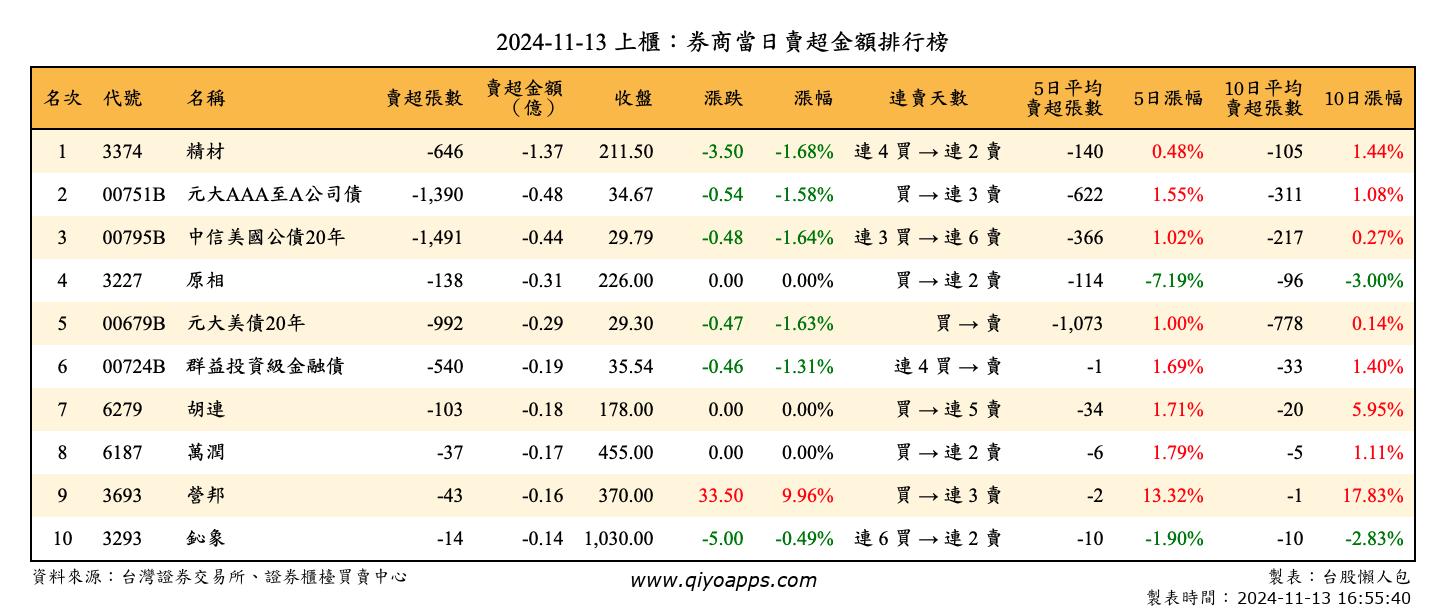 2024-11-13 上櫃：券商當日賣超金額排行榜
名次 代號 名稱 賣超張數 賣超金額（億） 收盤 漲跌 漲幅 連賣天數 5日平均賣超張數 5日漲幅 10日平均賣超張數 10日漲幅
1 3374 精材 -646 -1.37 211.50 -3.50 -1.68% 連 4 買 → 連 2 賣 -140 0.48% -105 1.44%
2 00751B 元大AAA至A公司債 -1,390 -0.48 34.67 -0.54 -1.58% 買 → 連 3 賣 -622 1.55% -311 1.08%
3 00795B 中信美國公債20年 -1,491 -0.44 29.79 -0.48 -1.64% 連 3 買 → 連 6 賣 -366 1.02% -217 0.27%
4 3227 原相 -138 -0.31 226.00 0.00 0.00% 買 → 連 2 賣 -114 -7.19% -96 -3.00%
5 00679B 元大美債20年 -992 -0.29 29.30 -0.47 -1.63% 買 → 賣 -1,073 1.00% -778 0.14%
6 00724B 群益投資級金融債 -540 -0.19 35.54 -0.46 -1.31% 連 4 買 → 賣 -1 1.69% -33 1.40%
7 6279 胡連 -103 -0.18 178.00 0.00 0.00% 買 → 連 5 賣 -34 1.71% -20 5.95%
8 6187 萬潤 -37 -0.17 455.00 0.00 0.00% 買 → 連 2 賣 -6 1.79% -5 1.11%
9 3693 營邦 -43 -0.16 370.00 33.50 9.96% 買 → 連 3 賣 -2 13.32% -1 17.83%
10 3293 鈊象 -14 -0.14 1,030.00 -5.00 -0.49% 連 6 買 → 連 2 賣 -10 -1.90% -10 -2.83%
資料來源：台灣證券交易所、證券櫃檯買賣中心 www.qiyoapps.com 製表：台股懶人包
製表時間：2024-11-13 16:55:40